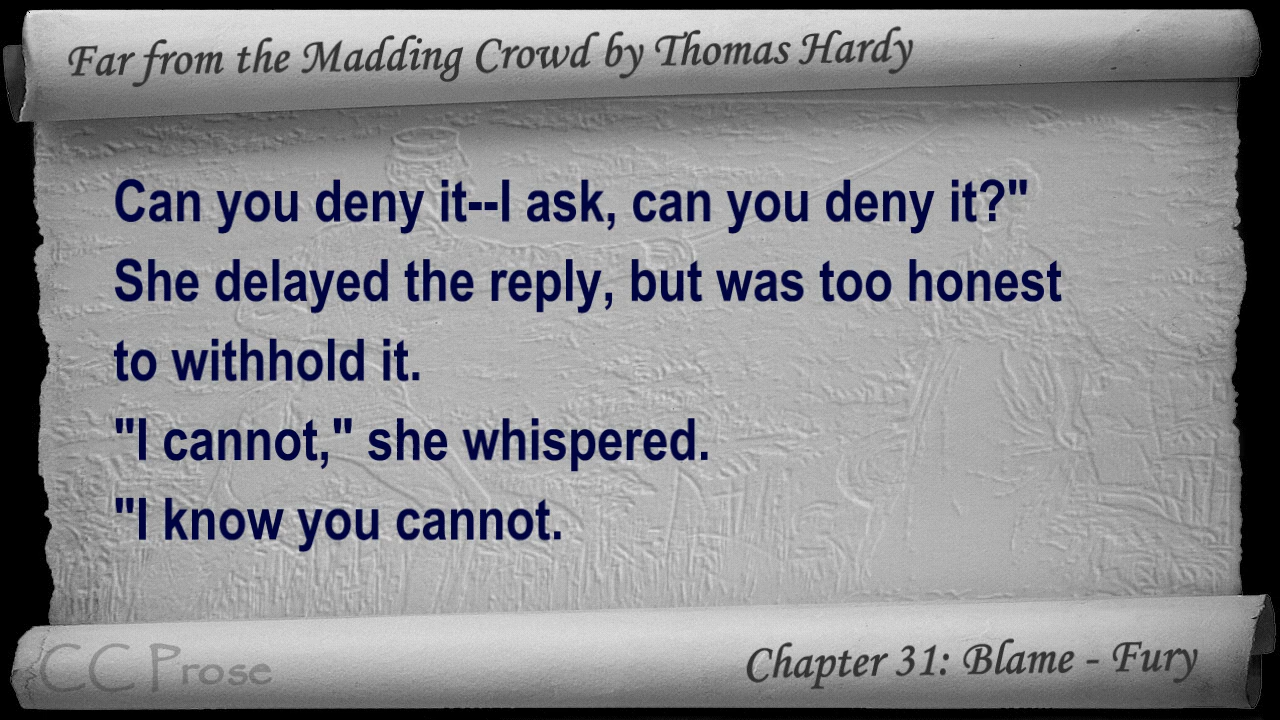 Far from the Madding Crowd by Thomas Hardy
Can you deny it--I ask, can you deny it?"
She delayed the reply, but was too honest
to withhold it.
"I cannot," she whispered.
"I know you cannot.
CC Prose
Chapter 31: Blame - Fury